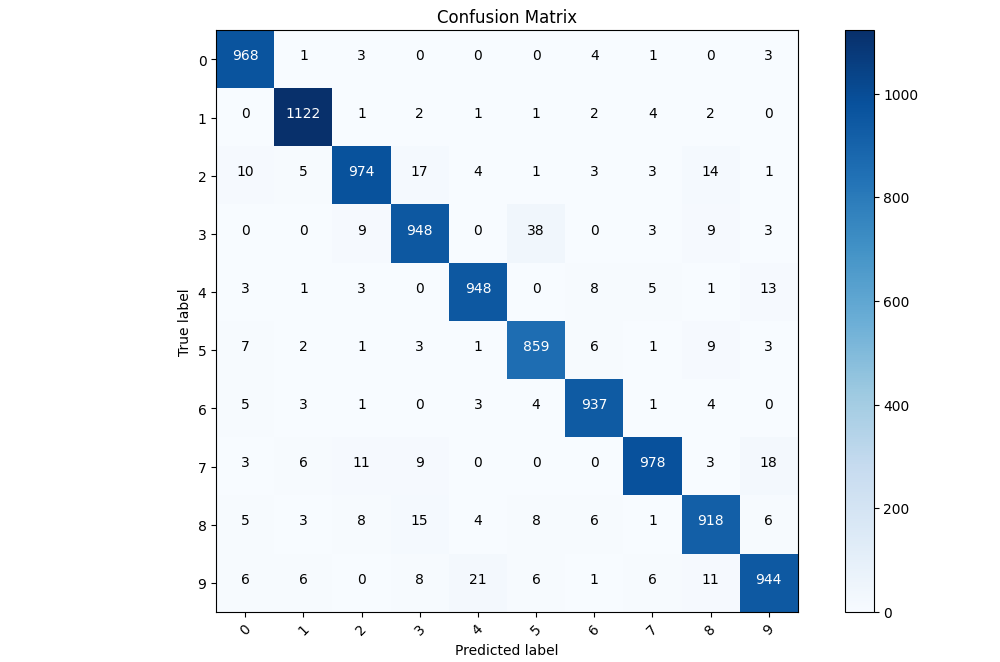 Confusion Matrix
0 968 1 3 0 0 0 4 1 0 3
1 0 1122 1 2 1 1 2 4 2 0
2 10 5 974 17 4 1 3 3 14 1
3 0 0 9 948 0 38 0 3 9 3
4 3 1 3 0 948 0 8 5 1 13
5 7 2 1 3 1 859 6 1 9 3
6 5 3 1 0 3 4 937 1 4 0
7 3 6 11 9 0 0 0 978 3 18
8 5 3 8 15 4 8 6 1 918 6
9 6 6 0 8 21 6 1 6 11 944
0 1 2 3 4 5 6 7 8 9
Predicted label
True label
1000
800
600
400
200
0